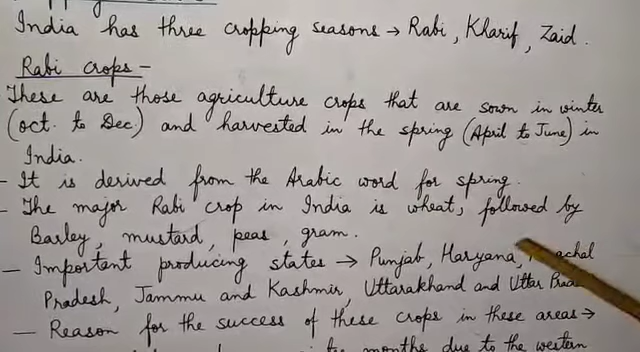 India has three cropping seasons → Rabi, Kharif, Zaid.
Rabi crops -
These are those agriculture crops that are sown in winter
(oct. to Dec.) and harvested in the spring (April to June) in
India.
- It is derived from the Arabic word for spring.
- The major Rabi crop in India is wheat, followed by
Barley, mustard, peas, gram.
- Important producing states → Punjab, Haryana, achal
Pradesh, Jammu and Kashmir, Uttarakhand and Uttar Prad
- Reason for the success of these crops in these areas →
months due to the western